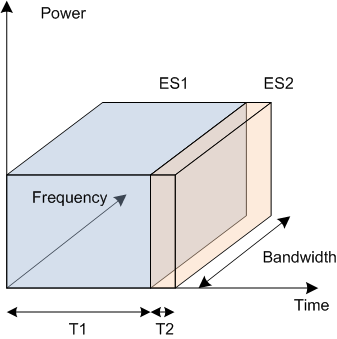 Power
ES1
ES2
Frequency
Bandwidth
Time
T1
T2